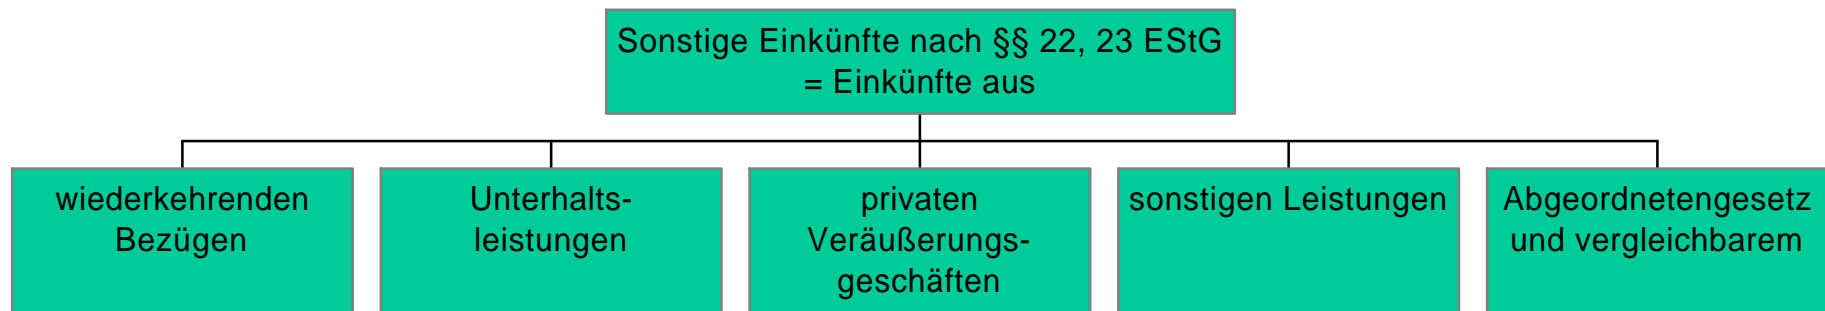 Sonstige Einkünfte nach §§ 22, 23 EStG
= Einkünfte aus
wiederkehrenden
Bezügen
Unterhalts-
leistungen
privaten
Veräußerungs-
geschäften
sonstigen Leistungen
Abgeordnetengesetz
und vergleichbarem